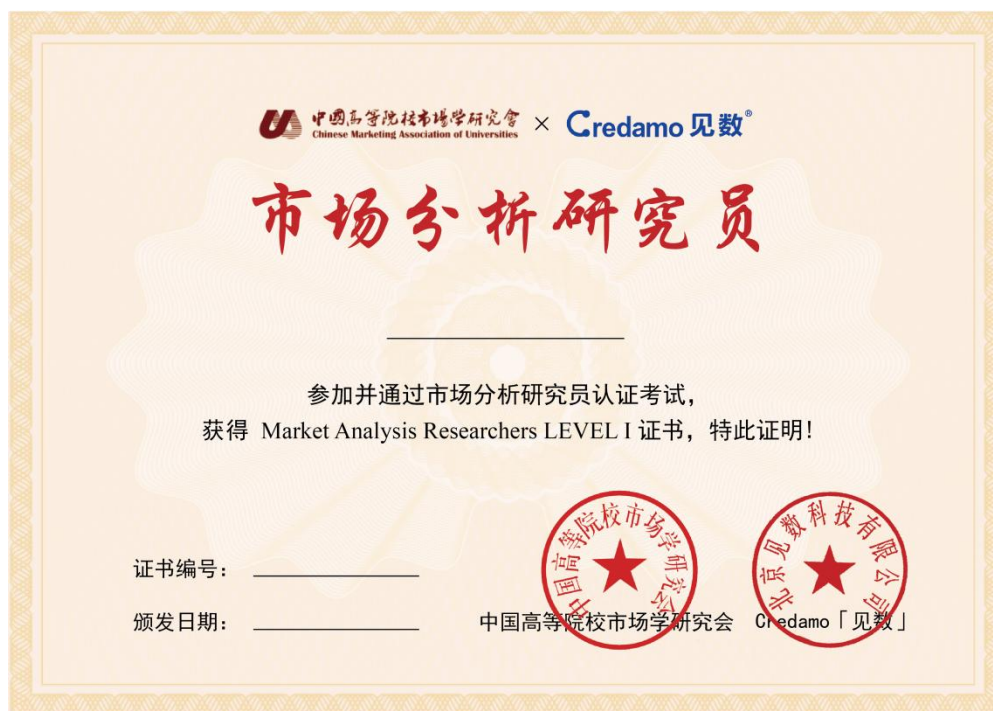 中國高等院校市場学研究會 × Credamo 见数®
Chinese Marketing Association of Universities
市场分析研究员
参加并通过市场分析研究员认证考试,
获得 Market Analysis Researchers LEVEL I 证书,特此证明!
中国高等院校市场学研究会
北京见数科技有限公司
证书编号:
颁发日期:
中国高等院校市场学研究会 Credamo「见数」